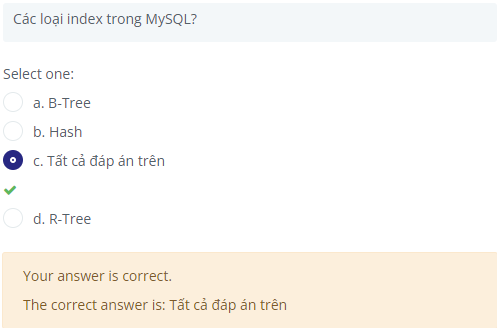 Các loại index trong MySQL?
Select one:
a. B-Tree
b. Hash
c. Tất cả đáp án trên
d. R-Tree
Your answer is correct.
The correct answer is: Tất cả đáp án trên